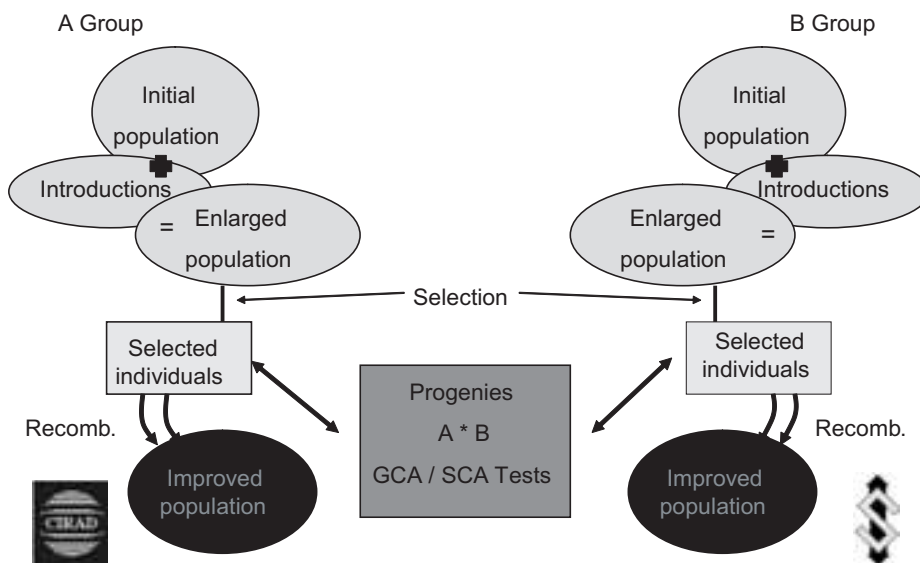 A Group
B Group
Initial
population
Introductions
=
Enlarged
population
Initial
population
Introductions
Enlarged
population
=
Selection
Selected
individuals
Selected
individuals
Progenies
A * B
GCA / SCA Tests
Recomb.
Recomb.
Improved
population
Improved
population
CIRAD